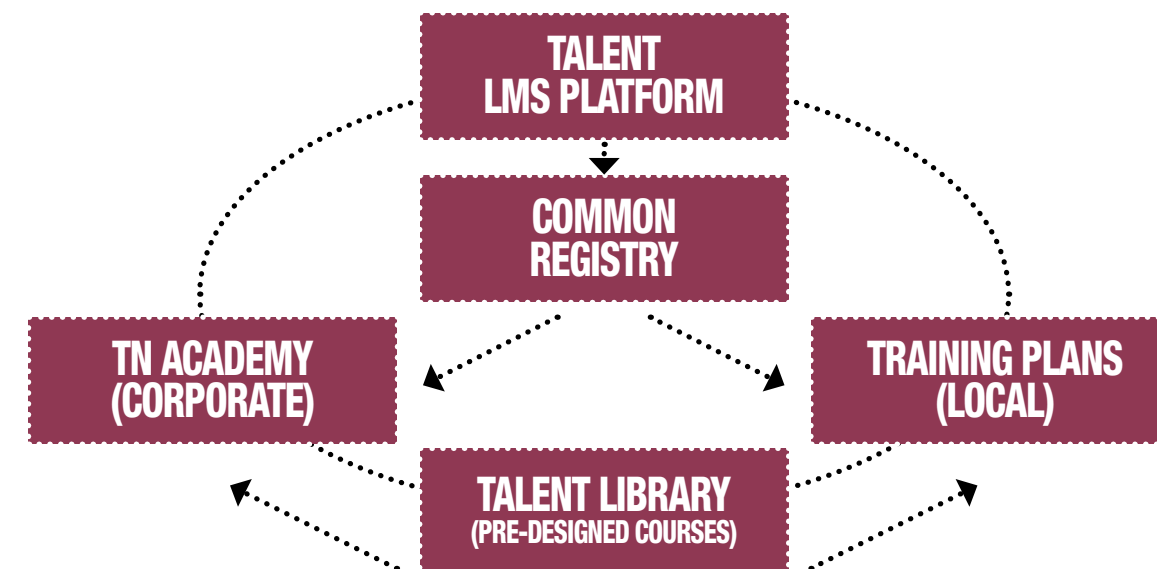 TALENT
LMS PLATFORM
COMMON
REGISTRY
TN ACADEMY
(CORPORATE)
TRAINING PLANS
(LOCAL)
TALENT LIBRARY
(PRE-DESIGNED COURSES)